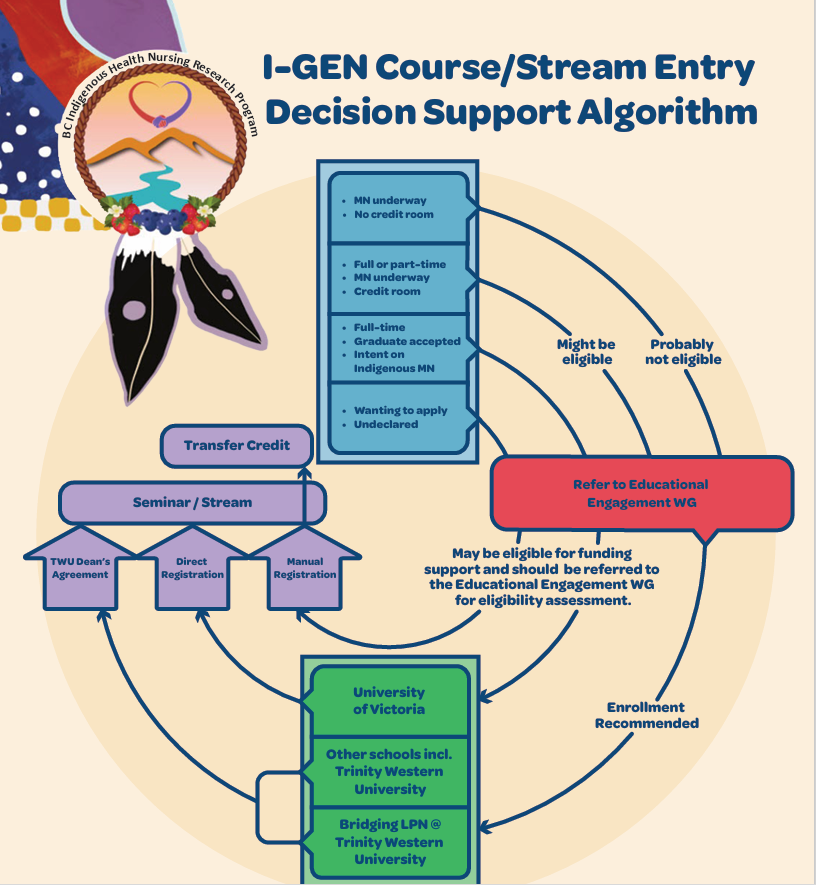 BC Indigenous Health Nursing Research Program
I-GEN Course/Stream Entry
Decision Support Algorithm
• MN underway
• No credit room
• Full or part-time
• MN underway
• Credit room
• Full-time
• Graduate accepted
• Intent on
Indigenous MN
• Wanting to apply
• Undeclared
Might be
eligible
Probably
not eligible
Transfer Credit
Seminar / Stream
TWU Dean's
Agreement
Direct
Registration
Manual
Registration
Refer to Educational
Engagement WG
May be eligible for funding
support and should be referred to
the Educational Engagement WG
for eligibility assessment.
University
of Victoria
Other schools incl.
Trinity Western
University
Bridging LPN @
Trinity Western
University
Enrollment
Recommended